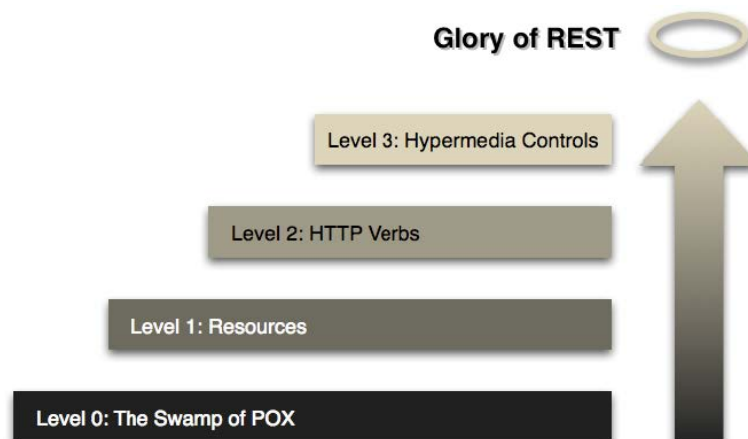 Glory of REST
Level 3: Hypermedia Controls
Level 2: HTTP Verbs
Level 1: Resources
Level 0: The Swamp of POX